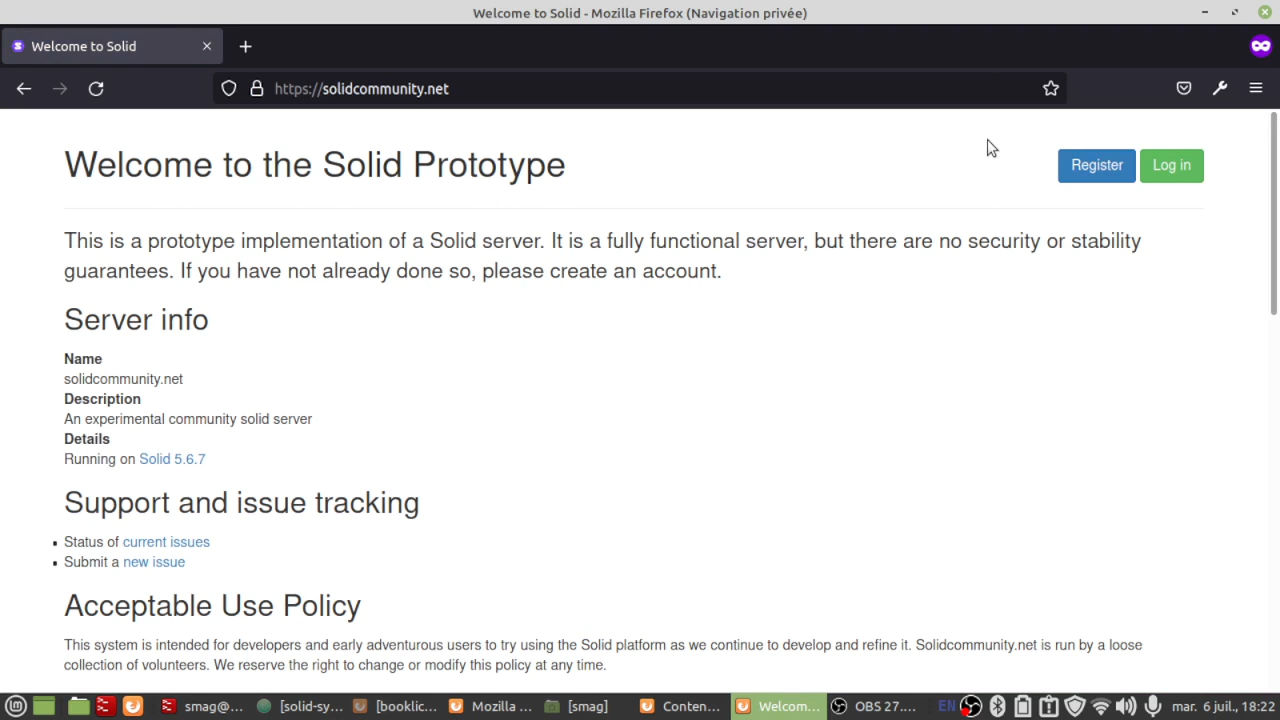 Welcome to Solid - Mozilla Firefox (Navigation privée)
Welcome to Solid
https://solidcommunity.net
Welcome to the Solid Prototype
Register
Log in
This is a prototype implementation of a Solid server. It is a fully functional server, but there are no security or stability
guarantees. If you have not already done so, please create an account.
Server info
Name
solidcommunity.net
Description
An experimental community solid server
Details
Running on Solid 5.6.7
Support and issue tracking
Status of current issues
Submit a new issue
Acceptable Use Policy
This system is intended for developers and early adventurous users to try using the Solid platform as we continue to develop and refine it. Solidcommunity.net is run by a loose
collection of volunteers. We reserve the right to change or modify this policy at any time.
smag@... [solid-sy... [booklic... Mozilla ... [smag] Conten... Welcom... OBS 27.... EN mar. 6 juil., 18:22